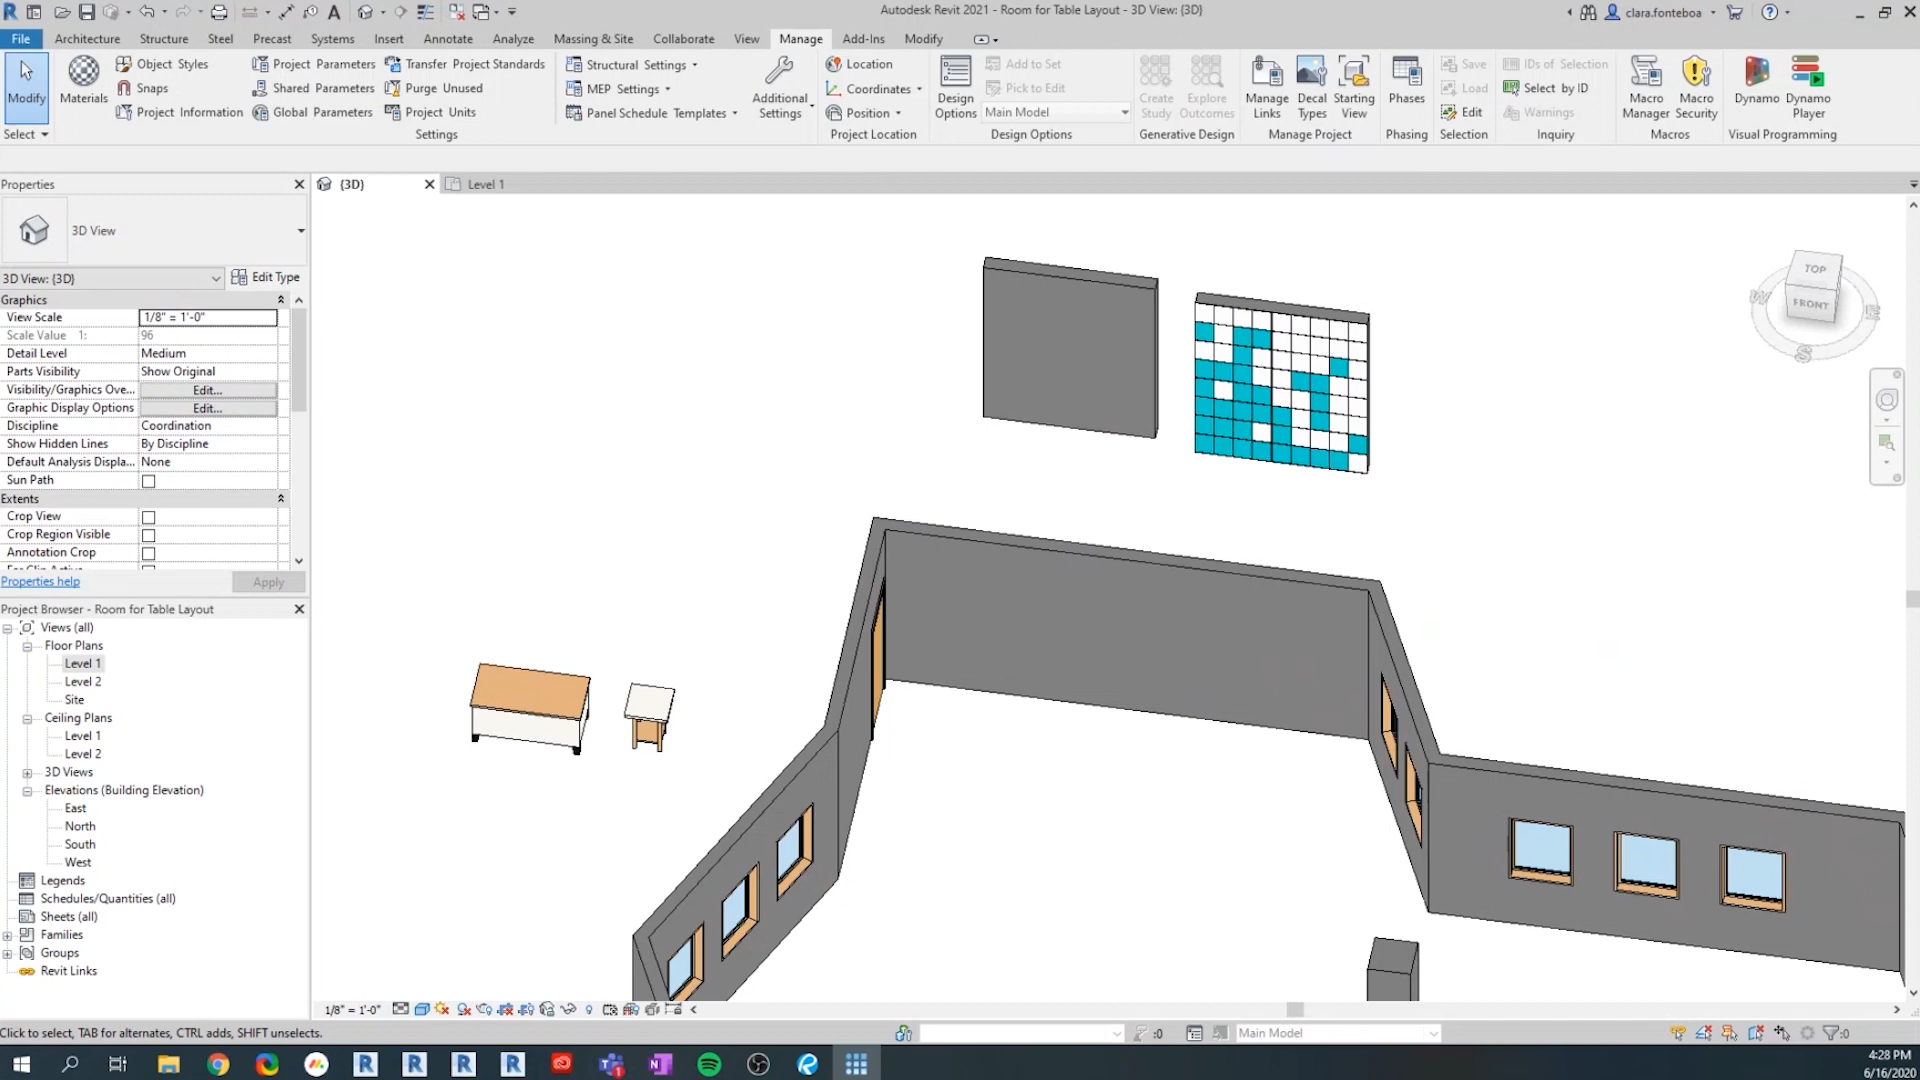 Autodesk Revit 2021 - Room for Table Layout - 3D View: {3D}
clara.fonteboa
File Architecture Structure Steel Precast Systems Insert Annotate Analyze Massing & Site Collaborate View Manage Add-Ins Modify
Modify
Select
Materials
Object Styles
Snaps
Project Information
Project Parameters
Shared Parameters
Global Parameters
Transfer Project Standards
Purge Unused
Project Units
Settings
Structural Settings
MEP Settings
Panel Schedule Templates
Additional
Settings
Location
Coordinates
Position
Project Location
Design
Options
Add to Set
Pick to Edit
Main Model
Design Options
Create
Study
Explore
Outcomes
Generative Design
Manage
Links
Decal
Types
Starting
View
Manage Project
Phases
Phasing
Save
Load
Edit
Selection
IDs of Selection
Select by ID
Warnings
Inquiry
Macro
Manager
Macro
Security
Macros
Dynamo
Dynamo
Player
Visual Programming
Properties
{3D}
Level 1
3D View
3D View: {3D}
Edit Type
Graphics
View Scale 1/8" = 1'-0"
Scale Value 1: 96
Detail Level Medium
Parts Visibility Show Original
Visibility/Graphics Ove... Edit...
Graphic Display Options Edit...
Discipline Coordination
Show Hidden Lines By Discipline
Default Analysis Displa... None
Sun Path
Extents
Crop View
Crop Region Visible
Annotation Crop
Properties help
Apply
Project Browser - Room for Table Layout
Views (all)
Floor Plans
Level 1
Level 2
Site
Ceiling Plans
Level 1
Level 2
3D Views
Elevations (Building Elevation)
East
North
South
West
Legends
Schedules/Quantities (all)
Sheets (all)
Families
Groups
Revit Links
TOP
FRONT
W
E
S
1/8" = 1'-0"
Click to select, TAB for alternates, CTRL adds, SHIFT unselects.
:0
Main Model
:0
4:28 PM
6/16/2020